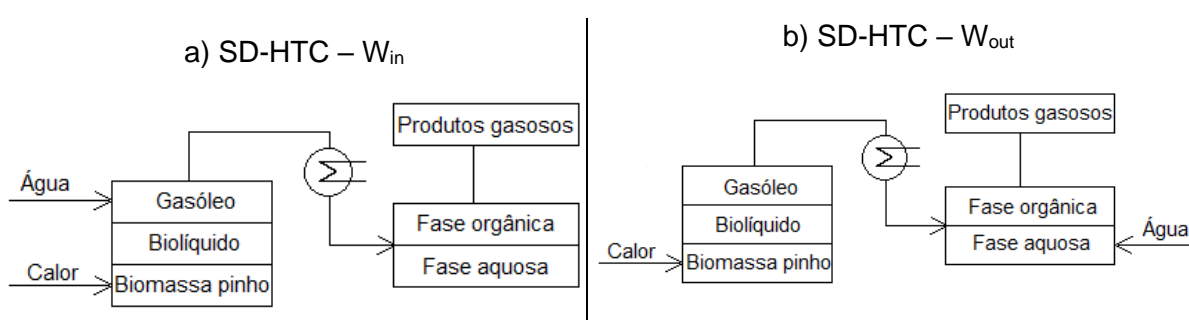 a) SD-HTC – Win
Produtos gasosos
Água
Gasóleo
Biolíquido
Calor
Biomassa pinho
Fase orgânica
Fase aquosa
b) SD-HTC – Wout
Produtos gasosos
Gasóleo
Biolíquido
Calor
Biomassa pinho
Fase orgânica
Fase aquosa
Água